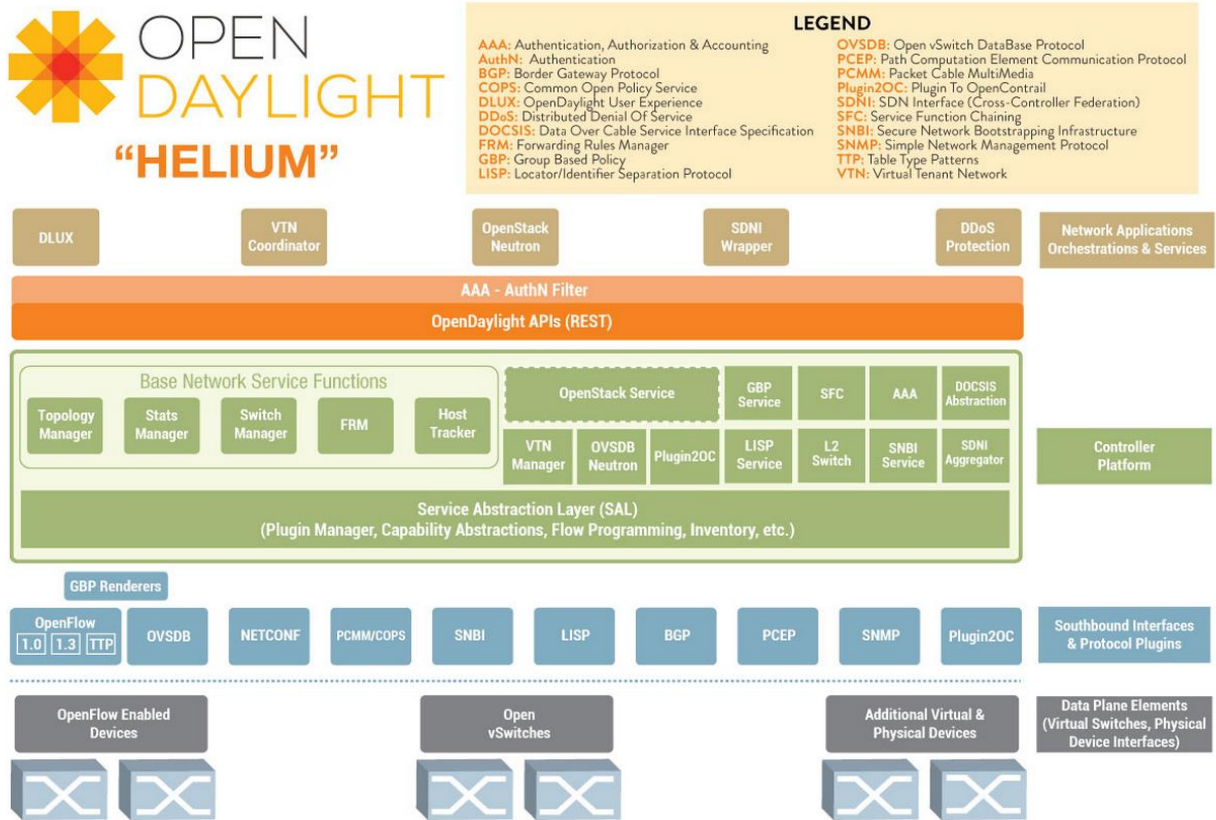 OPEN
DAYLIGHT
“HELIUM”
LEGEND
AAA: Authentication, Authorization & Accounting
AuthN: Authentication
BGP: Border Gateway Protocol
COPS: Common Open Policy Service
DLUX: OpenDaylight User Experience
DDoS: Distributed Denial Of Service
DOCSIS: Data Over Cable Service Interface Specification
FRM: Forwarding Rules Manager
GBP: Group Based Policy
LISP: Locator/Identifier Separation Protocol
OVSDB: Open vSwitch DataBase Protocol
PCEP: Path Computation Element Communication Protocol
PCMM: Packet Cable MultiMedia
Plugin2OC: Plugin To OpenContrail
SDNI: SDN Interface (Cross-Controller Federation)
SFC: Service Function Chaining
SNBI: Secure Network Bootstrapping Infrastructure
SNMP: Simple Network Management Protocol
TTP: Table Type Patterns
VTN: Virtual Tenant Network
DLUX
VTN
Coordinator
OpenStack
Neutron
SDNI
Wrapper
DDoS
Protection
Network Applications
Orchestrations & Services
AAA - AuthN Filter
OpenDaylight APIs (REST)
Base Network Service Functions
Topology
Manager
Stats
Manager
Switch
Manager
FRM
Host
Tracker
OpenStack Service
GBP
Service
SFC
AAA
DOCSIS
Abstraction
VTN
Manager
OVSDB
Neutron
Plugin2OC
LISP
Service
L2
Switch
SNBI
Service
SDNI
Aggregator
Controller
Platform
Service Abstraction Layer (SAL)
(Plugin Manager, Capability Abstractions, Flow Programming, Inventory, etc.)
GBP Renderers
OpenFlow
1.0 1.3 TTP
OVSDB
NETCONF
PCMM/COPS
SNBI
LISP
BGP
PCEP
SNMP
Plugin2OC
Southbound Interfaces
& Protocol Plugins
OpenFlow Enabled
Devices
Open
vSwitches
Additional Virtual &
Physical Devices
Data Plane Elements
(Virtual Switches, Physical
Device Interfaces)